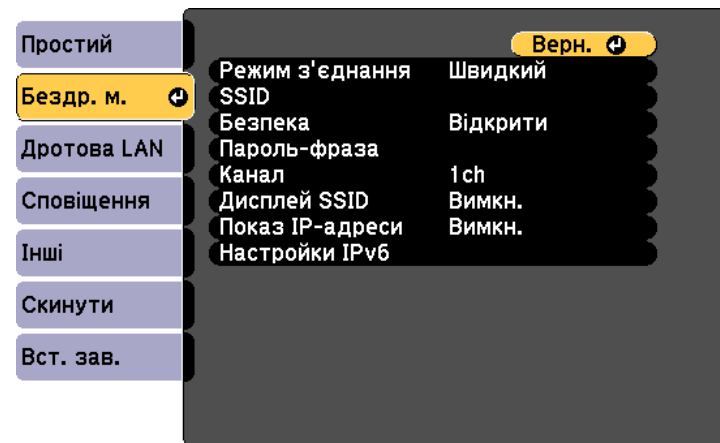 Простий
Бездр. м.
Дротова LAN
Сповіщення
Інші
Скинути
Вст. зав.
Верн.
Режим з'єднання Швидкий
SSID
Безпека Відкрити
Пароль-фраза
Канал 1ch
Дисплей SSID Вимкн.
Показ IP-адреси Вимкн.
Настройки IPv6